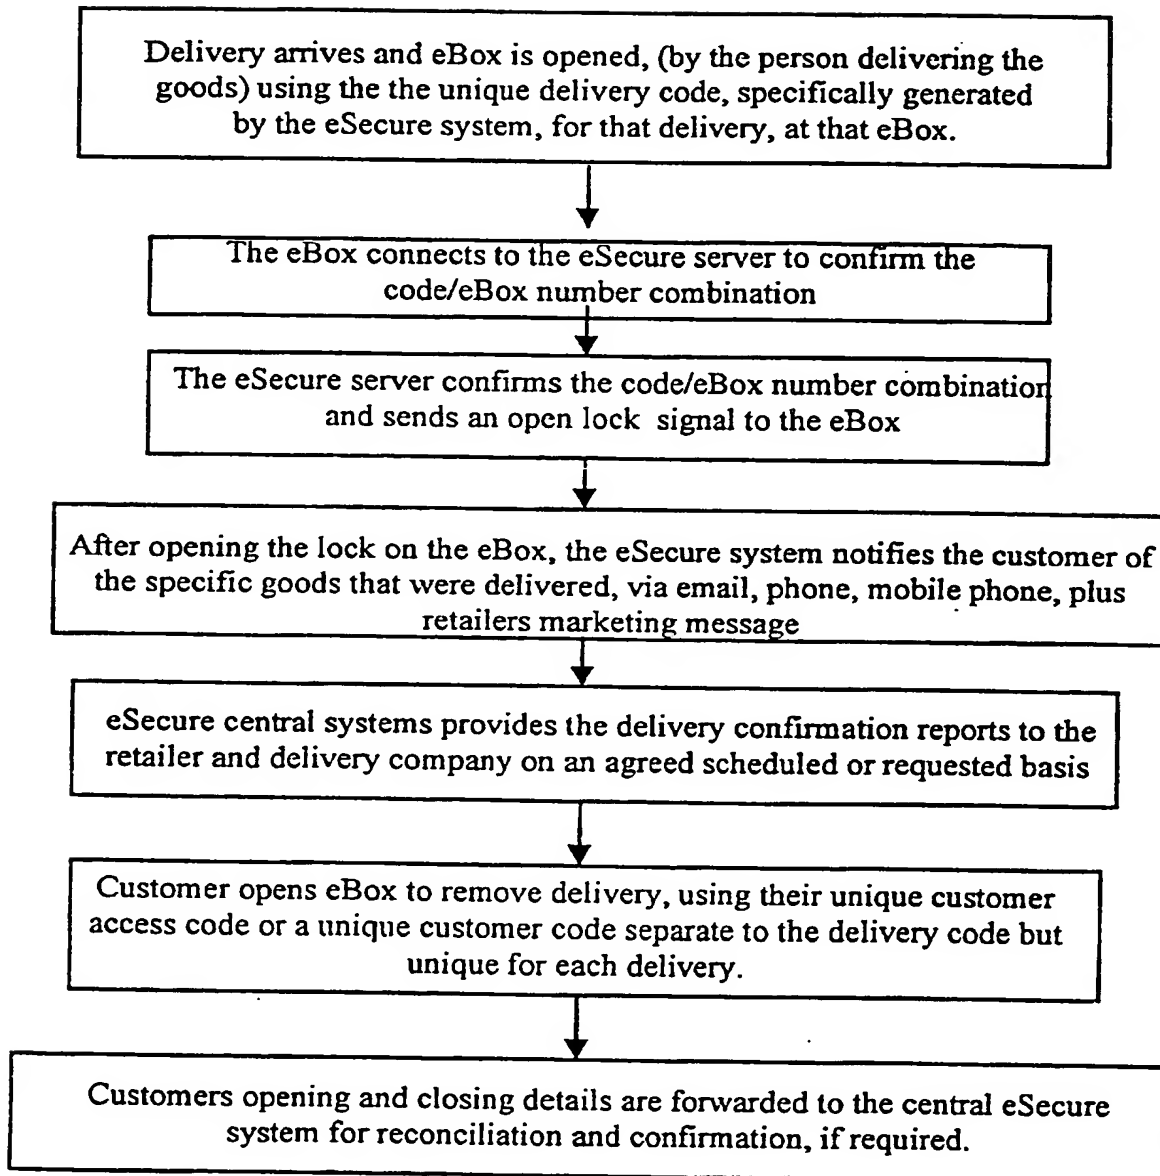 Delivery arrives and eBox is opened, (by the person delivering the
goods) using the the unique delivery code, specifically generated
by the eSecure system, for that delivery, at that eBox.
The eBox connects to the eSecure server to confirm the
code/eBox number combination
The eSecure server confirms the code/eBox number combination
and sends an open lock signal to the eBox
After opening the lock on the eBox, the eSecure system notifies the customer of
the specific goods that were delivered, via email, phone, mobile phone, plus
retailers marketing message
eSecure central systems provides the delivery confirmation reports to the
retailer and delivery company on an agreed scheduled or requested basis
Customer opens eBox to remove delivery, using their unique customer
access code or a unique customer code separate to the delivery code but
unique for each delivery.
Customers opening and closing details are forwarded to the central eSecure
system for reconciliation and confirmation, if required.